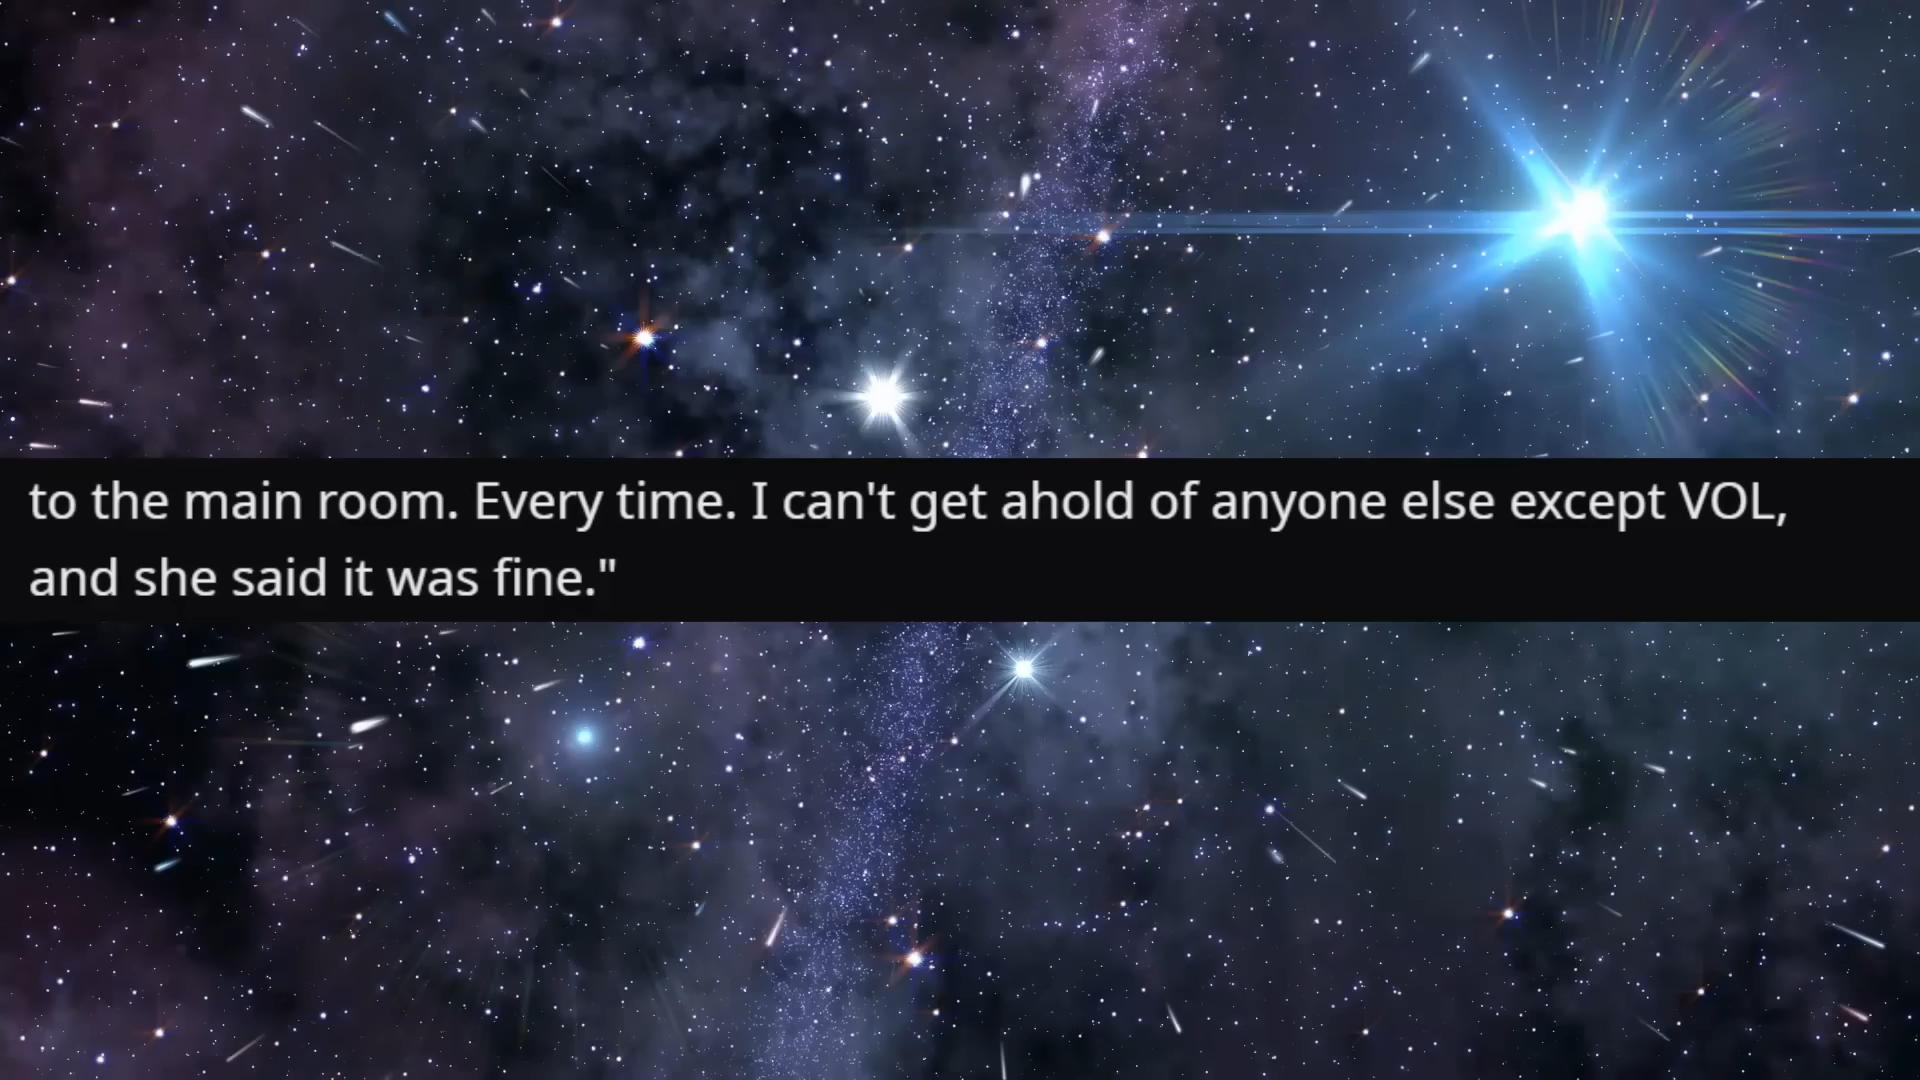 to the main room. Every time. I can't get ahold of anyone else except VOL,
and she said it was fine."